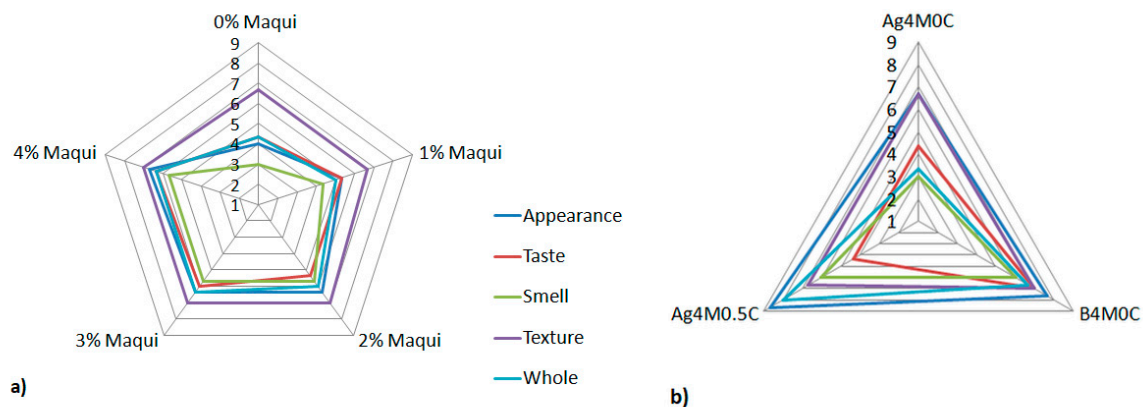 0% Maqui
9
8
7
6
5
4
3
2
1
1% Maqui
2% Maqui
3% Maqui
4% Maqui
a)
Appearance
Taste
Smell
Texture
Whole
Ag4M0C
9
8
7
6
5
4
3
2
1
B4M0C
Ag4M0.5C
b)